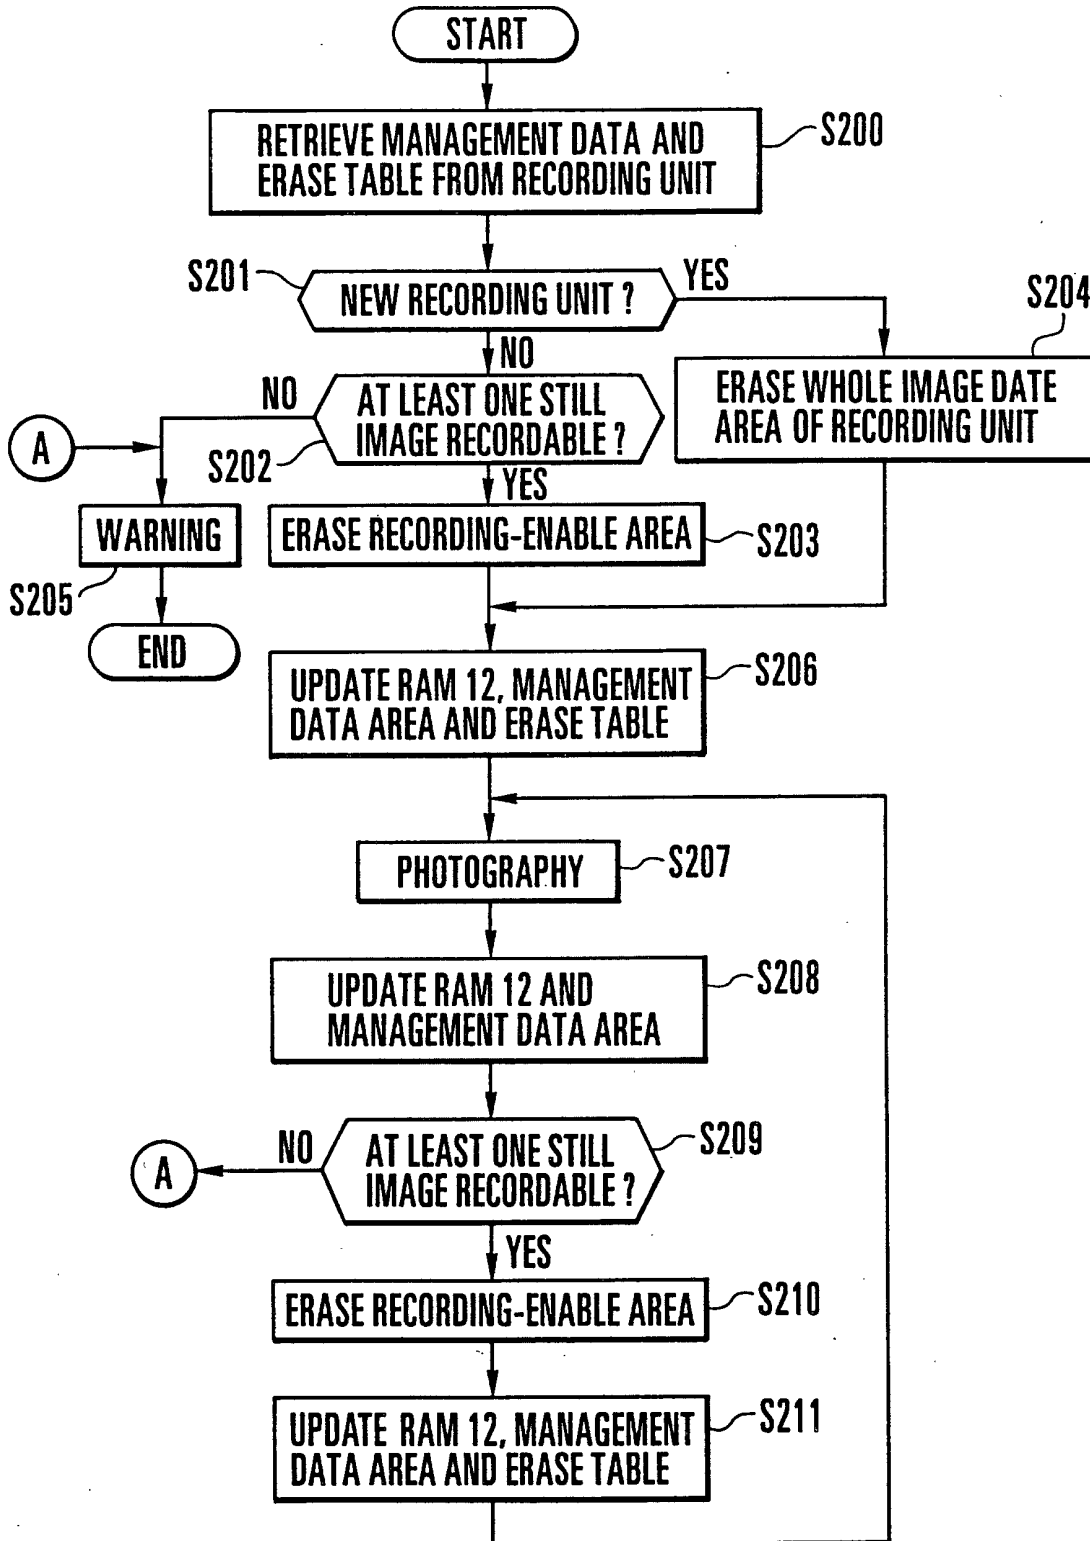 START
RETRIEVE MANAGEMENT DATA AND
ERASE TABLE FROM RECORDING UNIT
S200
S201
NEW RECORDING UNIT ?
YES
NO
S204
ERASE WHOLE IMAGE DATE
AREA OF RECORDING UNIT
NO
AT LEAST ONE STILL
IMAGE RECORDABLE ?
S202
A
YES
WARNING
ERASE RECORDING-ENABLE AREA
S203
S205
END
UPDATE RAM 12, MANAGEMENT
DATA AREA AND ERASE TABLE
S206
PHOTOGRAPHY
S207
UPDATE RAM 12 AND
MANAGEMENT DATA AREA
S208
A
NO
AT LEAST ONE STILL
IMAGE RECORDABLE ?
S209
YES
ERASE RECORDING-ENABLE AREA
S210
UPDATE RAM 12, MANAGEMENT
DATA AREA AND ERASE TABLE
S211